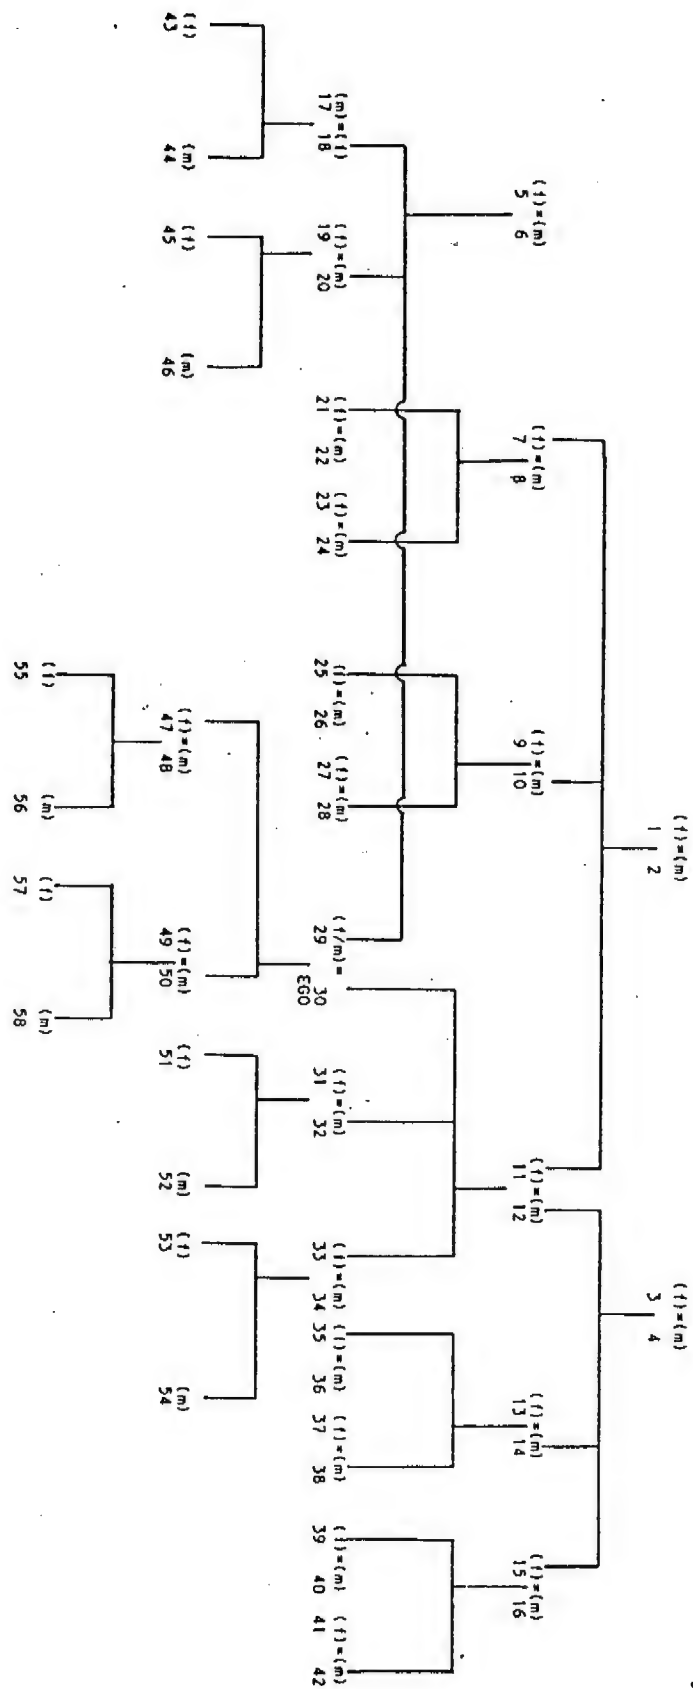 (f)=(m) (f)=(m)
1 2 3 4
(f)=(m) (f)=(m) (f)=(m) (f)=(m) (f)=(m) (f)=(m)
5 6 7 8 9 10 11 12 13 14 15 16
(m)=(f) (f)=(m) (f)=(m) (f)=(m) (f)=(m) (f)=(m) (f/m)= (f)=(m) (f)=(m) (f)=(m) (f)=(m) (f)=(m) (f)=(m)
17 18 19 20 21 22 23 24 25 26 27 28 29 30 31 32 33 34 35 36 37 38 39 40 41 42
EGO
(f) (m) (f) (m) (f)=(m) (f)=(m) (f) (m) (f) (m)
43 44 45 46 47 48 49 50 51 52 53 54
(f) (m) (f) (m)
55 56 57 58